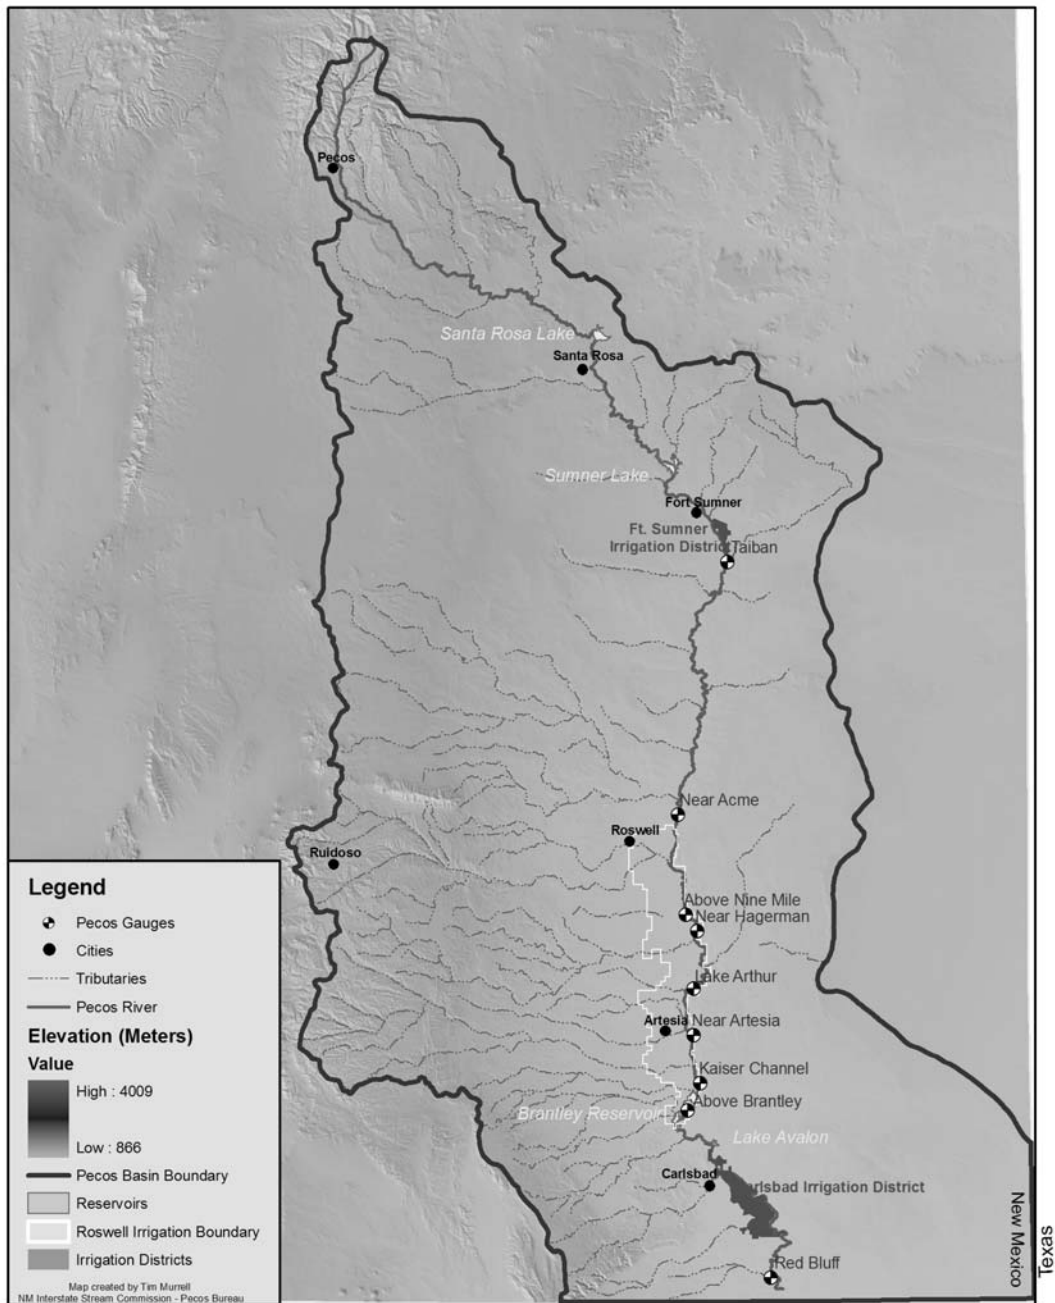 Pecos
Santa Rosa Lake
Santa Rosa
Sumner Lake
Fort Sumner
Ft. Sumner
Irrigation District
Taiban
Near Acme
Roswell
Ruidoso
Above Nine Mile
Near Hagerman
Lake Arthur
Artesia
Near Artesia
Kaiser Channel
Above Brantley
Brantley Reservoir
Lake Avalon
Carlsbad
arlsbad Irrigation District
Red Bluff
New Mexico
Texas
Legend
Pecos Gauges
Cities
Tributaries
Pecos River
Elevation (Meters)
Value
High : 4009
Low : 866
Pecos Basin Boundary
Reservoirs
Roswell Irrigation Boundary
Irrigation Districts
Map created by Tim Murrell
NM Interstate Stream Commission - Pecos Bureau